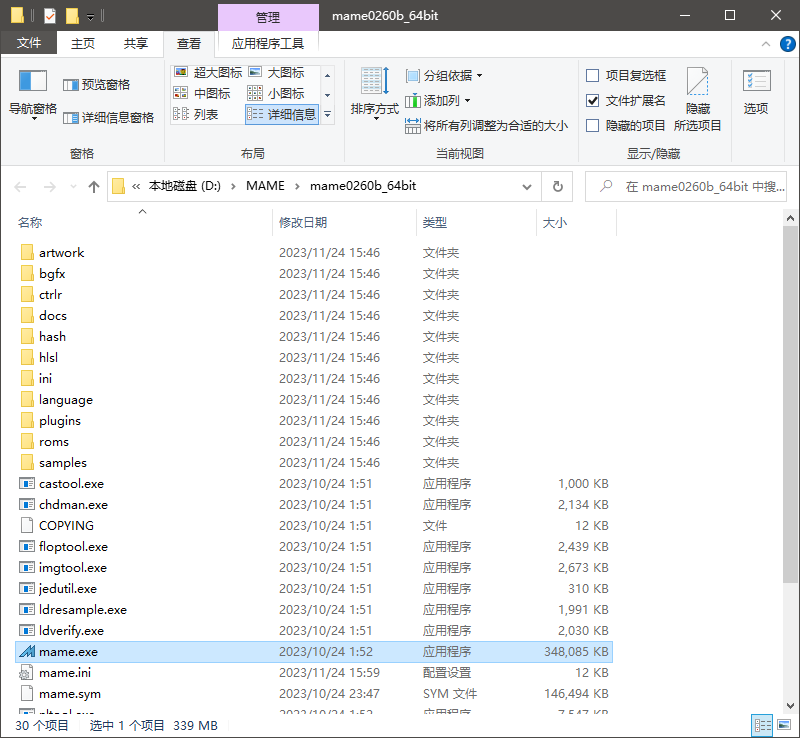 管理
mame0260b_64bit
文件
主页
共享
查看
应用程序工具
导航窗格
预览窗格
详细信息窗格
窗格
超大图标
大图标
中图标
小图标
列表
详细信息
布局
排序方式
分组依据
添加列
将所有列调整为合适的大小
当前视图
项目复选框
文件扩展名
隐藏的项目
隐藏
所选项目
显示/隐藏
选项
« 本地磁盘 (D:) › MAME › mame0260b_64bit
在 mame0260b_64bit 中搜...
名称 修改日期 类型 大小
artwork 2023/11/24 15:46 文件夹
bgfx 2023/11/24 15:46 文件夹
ctrlr 2023/11/24 15:46 文件夹
docs 2023/11/24 15:46 文件夹
hash 2023/11/24 15:46 文件夹
hlsl 2023/11/24 15:46 文件夹
ini 2023/11/24 15:46 文件夹
language 2023/11/24 15:46 文件夹
plugins 2023/11/24 15:46 文件夹
roms 2023/11/24 15:46 文件夹
samples 2023/11/24 15:46 文件夹
castool.exe 2023/10/24 1:51 应用程序 1,000 KB
chdman.exe 2023/10/24 1:51 应用程序 2,134 KB
COPYING 2023/10/24 1:51 文件 12 KB
floptool.exe 2023/10/24 1:51 应用程序 2,439 KB
imgtool.exe 2023/10/24 1:51 应用程序 2,673 KB
jedutil.exe 2023/10/24 1:51 应用程序 310 KB
ldresample.exe 2023/10/24 1:51 应用程序 1,991 KB
ldverify.exe 2023/10/24 1:51 应用程序 2,030 KB
mame.exe 2023/10/24 1:52 应用程序 348,085 KB
mame.ini 2023/11/24 15:59 配置设置 12 KB
mame.sym 2023/10/24 23:47 SYM 文件 146,494 KB
2023/10/24 1:52 应用程序 7,547 KB
30 个项目 选中 1 个项目 339 MB